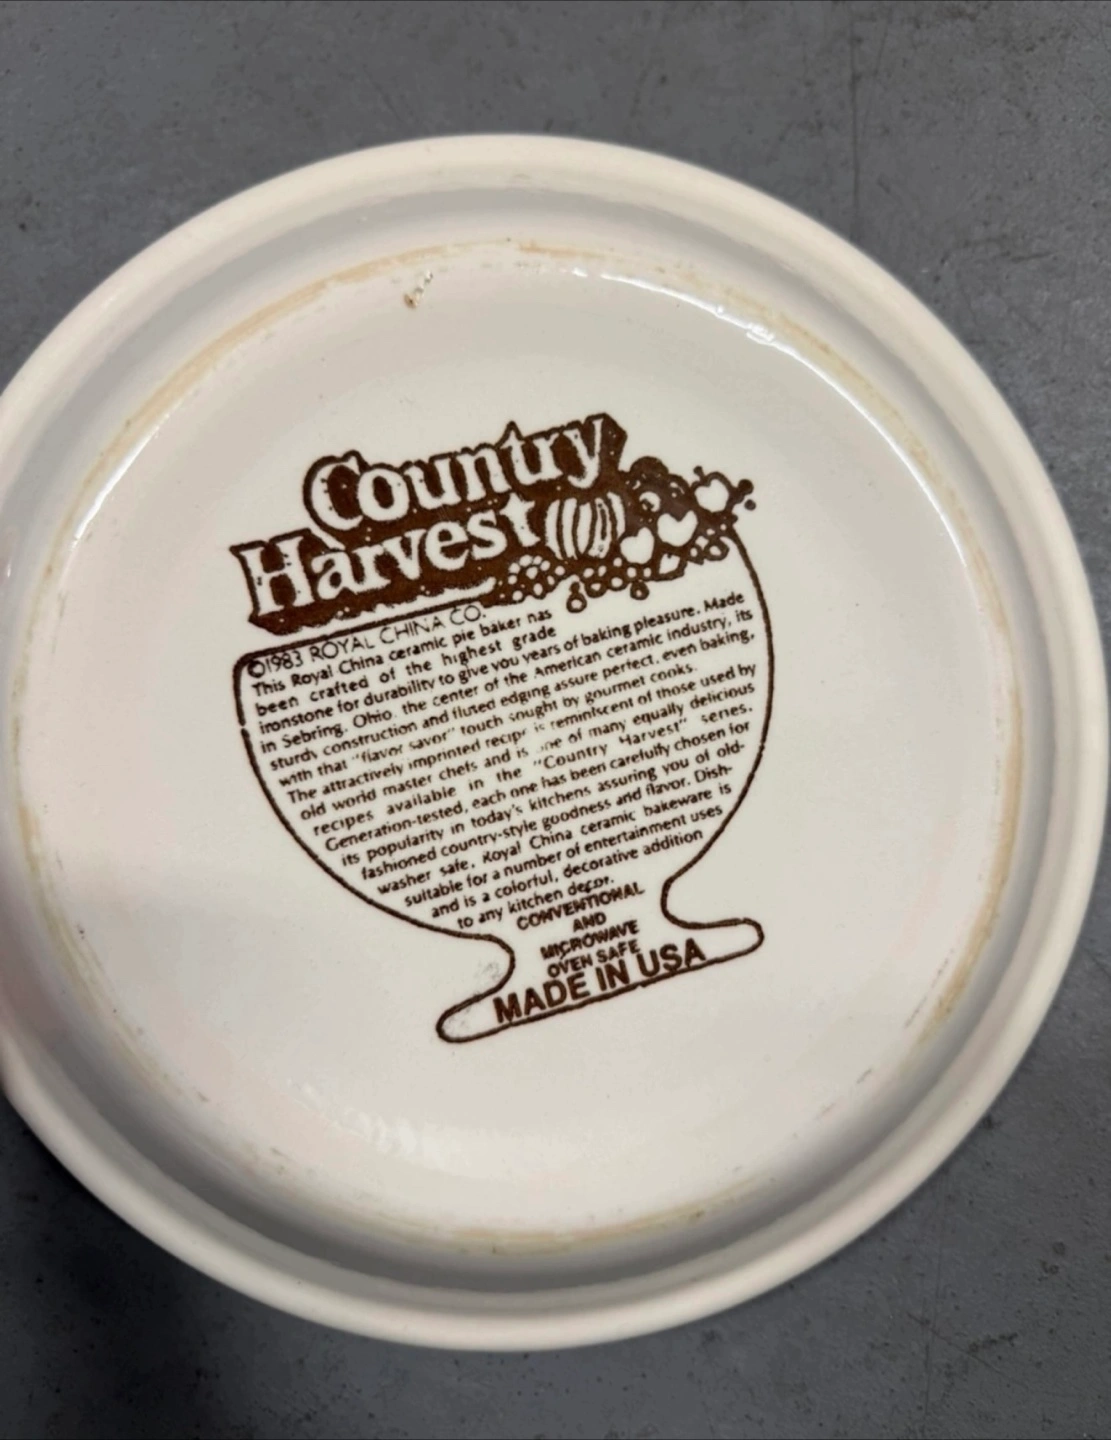 Country
Harvest
©1983 ROYAL CHINA CO.
This Royal China ceramic pie baker has
been crafted of the highest grade
ironstone for durability to give you years of baking pleasure. Made
in Sebring, Ohio, the center of the American ceramic industry, its
sturdy construction and fluted edging assure perfect, even baking,
with that "flavor savor" touch sought by gourmet cooks.
The attractively imprinted recipe is reminiscent of those used by
old world master chefs and is one of many equally delicious
recipes available in the "Country Harvest" series.
Generation-tested, each one has been carefully chosen for
its popularity in today's kitchens assuring you of old-
fashioned country-style goodness and flavor. Dish-
washer safe, Royal China ceramic bakeware is
suitable for a number of entertainment uses
and is a colorful, decorative addition
to any kitchen decor.
CONVENTIONAL
AND
MICROWAVE
OVEN SAFE
MADE IN USA